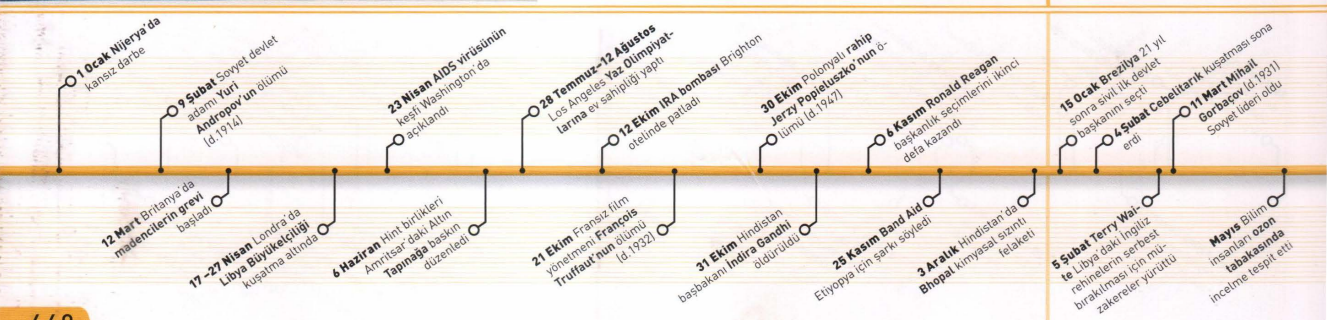 1 Ocak Nijerya'da
kansız darbe
9 Şubat Sovyet devlet
adamı Yuri
Andropov'un ölümü
(d.1914)
12 Mart Britanya'da
madencilerin grevi
başladı
17–27 Nisan Londra'da
Libya Büyükelçiliği
kuşatma altında
23 Nisan AIDS virüsünün
keşfi Washington'da
açıklandı
6 Haziran Hint birlikleri
Amritsar'daki Altın
Tapınağa baskın
düzenledi
28 Temmuz–12 Ağustos
Los Angeles Yaz Olimpiyat-
larına ev sahipliği yaptı
12 Ekim IRA bombası Brighton
otelinde patladı
21 Ekim Fransız film
yönetmeni François
Truffaut'nun ölümü
(d.1932)
30 Ekim Polonyalı rahip
Jerzy Popieluszko'nun ö-
lümü (d.1947)
31 Ekim Hindistan
başbakanı İndira Gandhi
öldürüldü
6 Kasım Ronald Reagan
başkanlık seçimlerini ikinci
defa kazandı
25 Kasım Band Aid
Etiyopya için şarkı söyledi
3 Aralık Hindistan'da
Bhopal kimyasal sızıntı
felaketi
15 Ocak Brezilya 21 yıl
sonra sivil ilk devlet
başkanını seçti
4 Şubat Cebelitarık kuşatması sona
erdi
5 Şubat Terry Wai-
te Libya'daki İngiliz
rehinelerin serbest
bırakılması için mü-
zakereler yürüttü
11 Mart Mihail
Gorbaçov (d.1931)
Sovyet lideri oldu
Mayıs Bilim
insanları ozon
tabakasında
incelme tespit etti